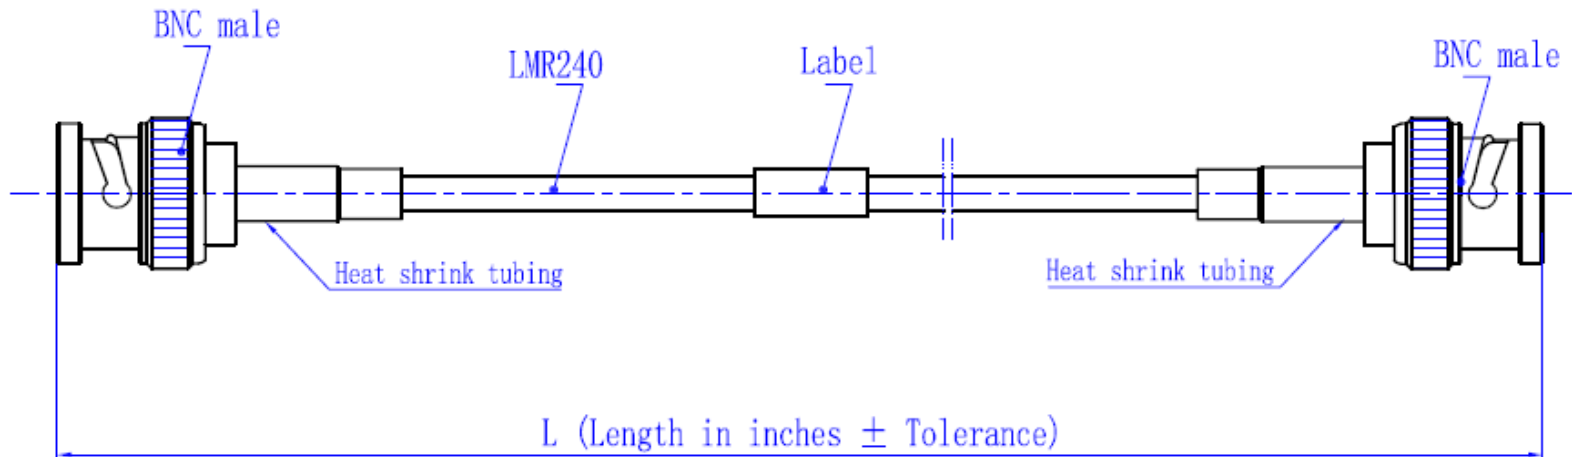 BNC male
LMR240
Label
BNC male
Heat shrink tubing
Heat shrink tubing
L (Length in inches ± Tolerance)